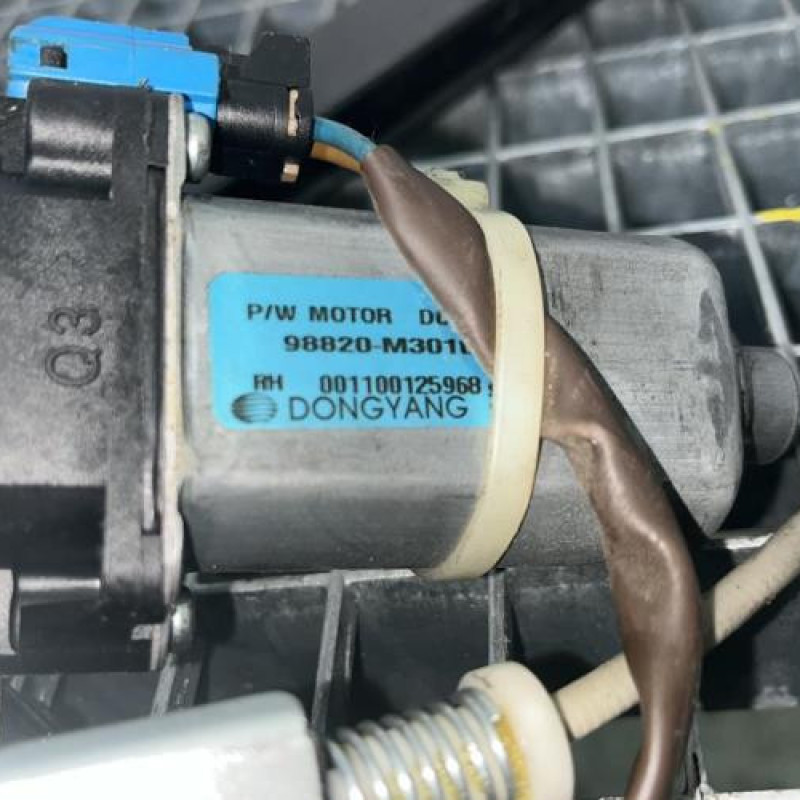 P/W MOTOR
98820-M301
RH 001100125968
DONGYANG
Q3